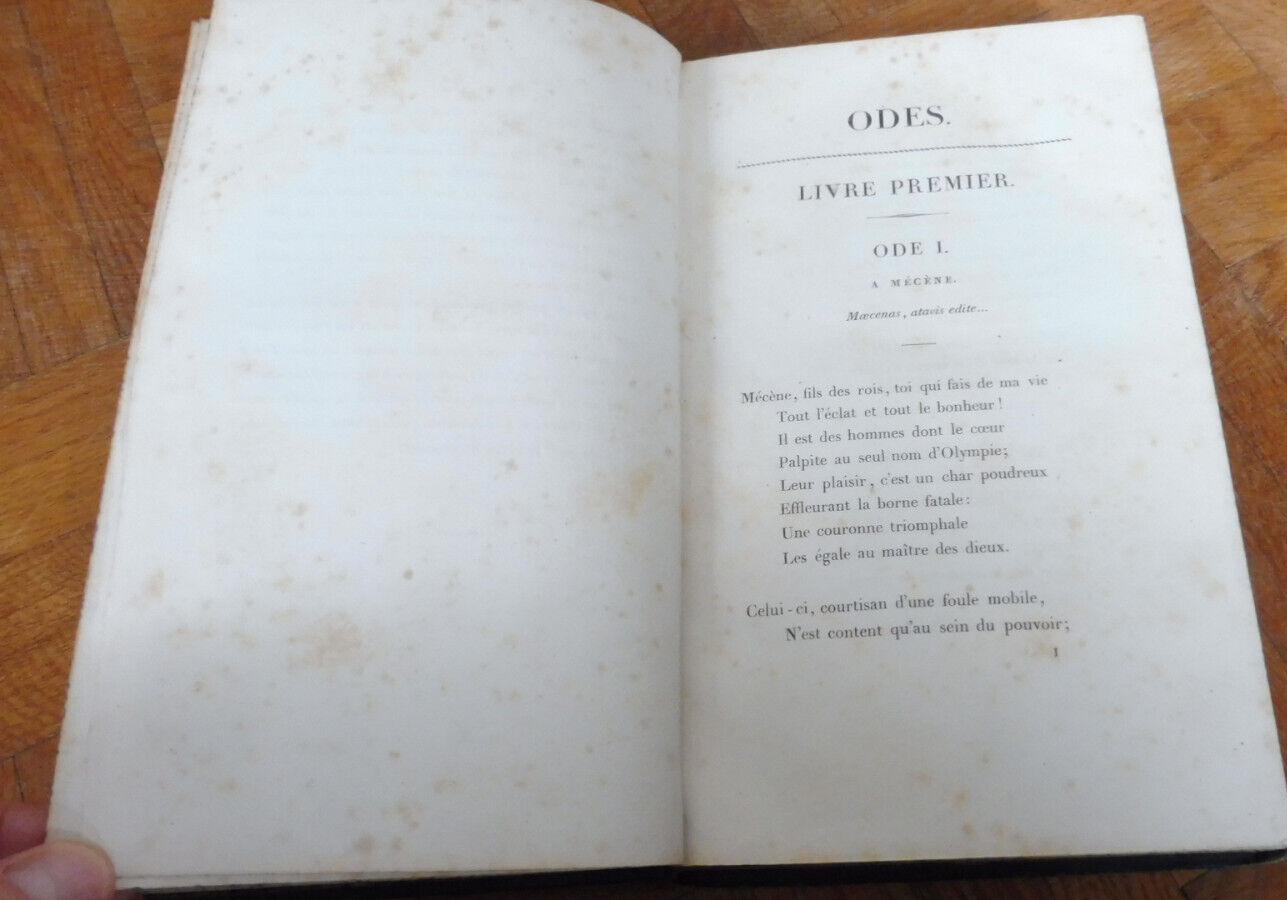 ODES.
LIVRE PREMIER.
ODE I.
A MÉCÈNE.
Mæcenas, atavis edite...
Mécène, fils des rois, toi qui fais de ma vie
Tout l'éclat et tout le bonheur!
Il est des hommes dont le cœur
Palpite au seul nom d'Olympie;
Leur plaisir, c'est un char poudreux
Effleurant la borne fatale:
Une couronne triomphale
Les égale au maître des dieux.
Celui-ci, courtisan d'une foule mobile,
N'est content qu'au sein du pouvoir;
1